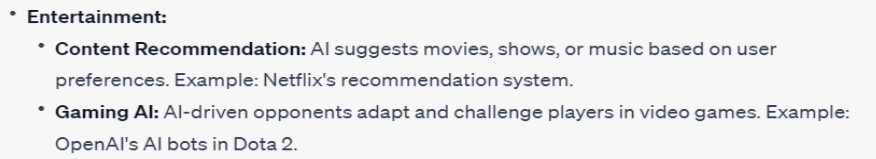 • Entertainment:
• Content Recommendation: AI suggests movies, shows, or music based on user
preferences. Example: Netflix's recommendation system.
• Gaming AI: AI-driven opponents adapt and challenge players in video games. Example:
OpenAI's AI bots in Dota 2.